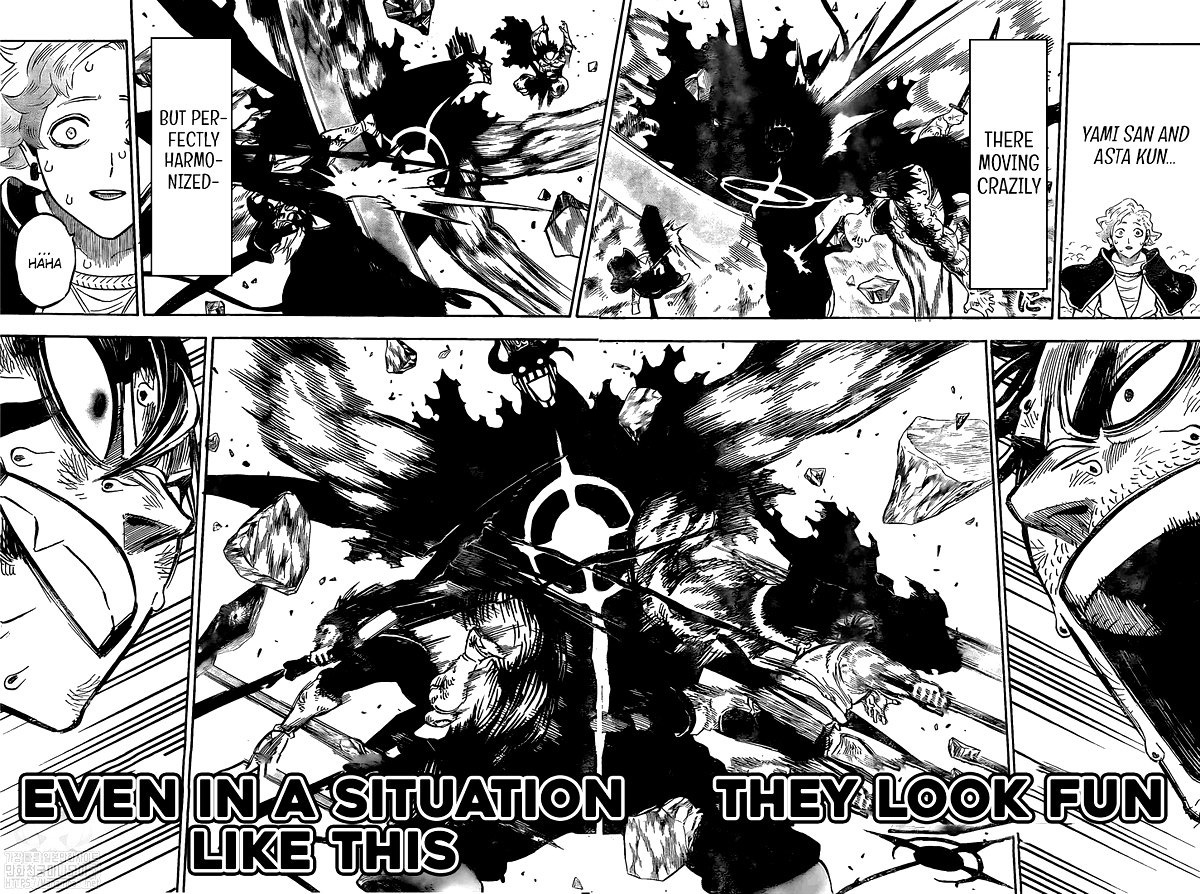 YAMI SAN AND
ASTA KUN...
THERE
MOVING
CRAZILY
BUT PER-
FECTLY
HARMO-
NIZED-
...
HAHA
THEY LOOK FUN
EVEN IN A SITUATION
LIKE THIS